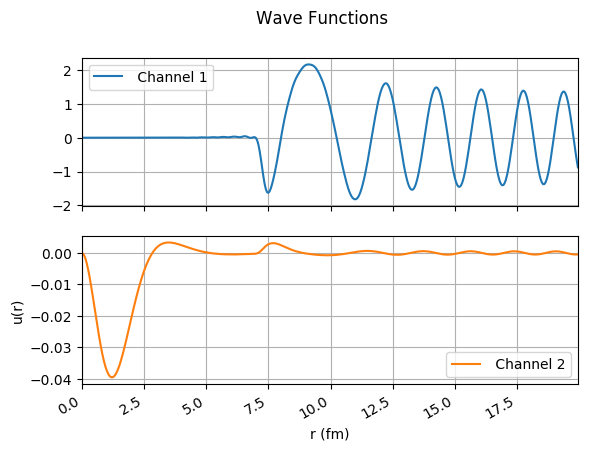 Wave Functions
Channel 1
2
1
0
−1
−2
0.00
−0.01
−0.02
−0.03
−0.04
u(r)
Channel 2
0.0 2.5 5.0 7.5 10.0 12.5 15.0 17.5
r (fm)